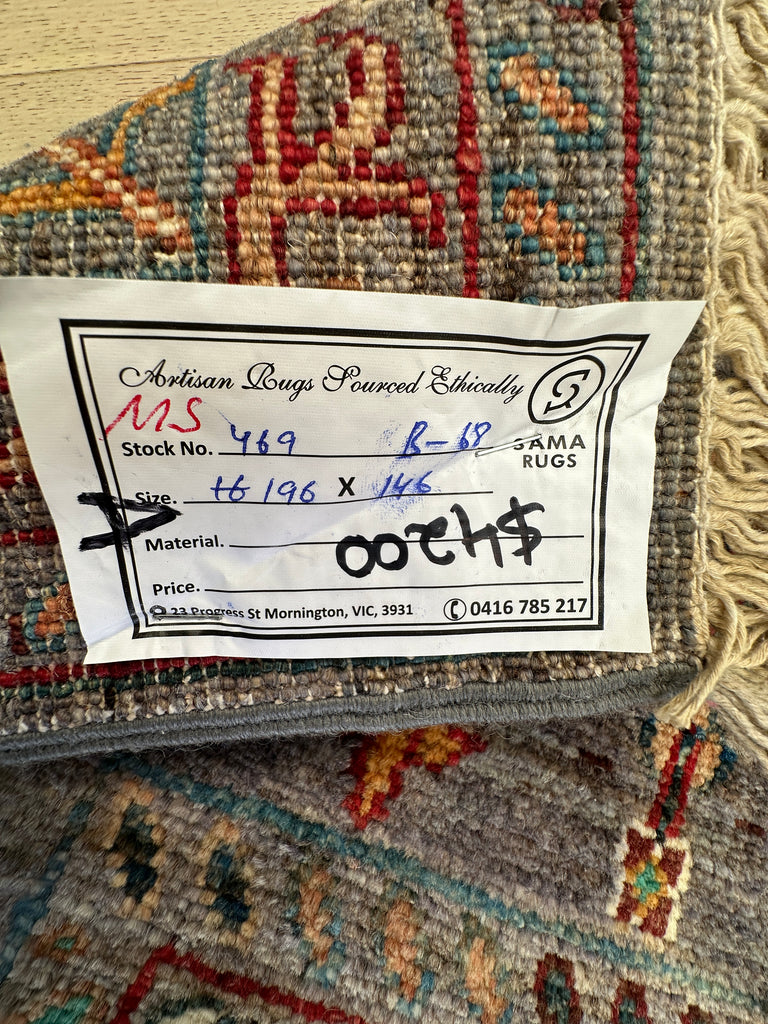 Artisan Rugs Sourced Ethically
MS
Stock No. 469 B-68
SAMA
RUGS
Size. 196 X 146
Material.
$4200
Price.
23 Progress St Mornington, VIC, 3931 0416 785 217